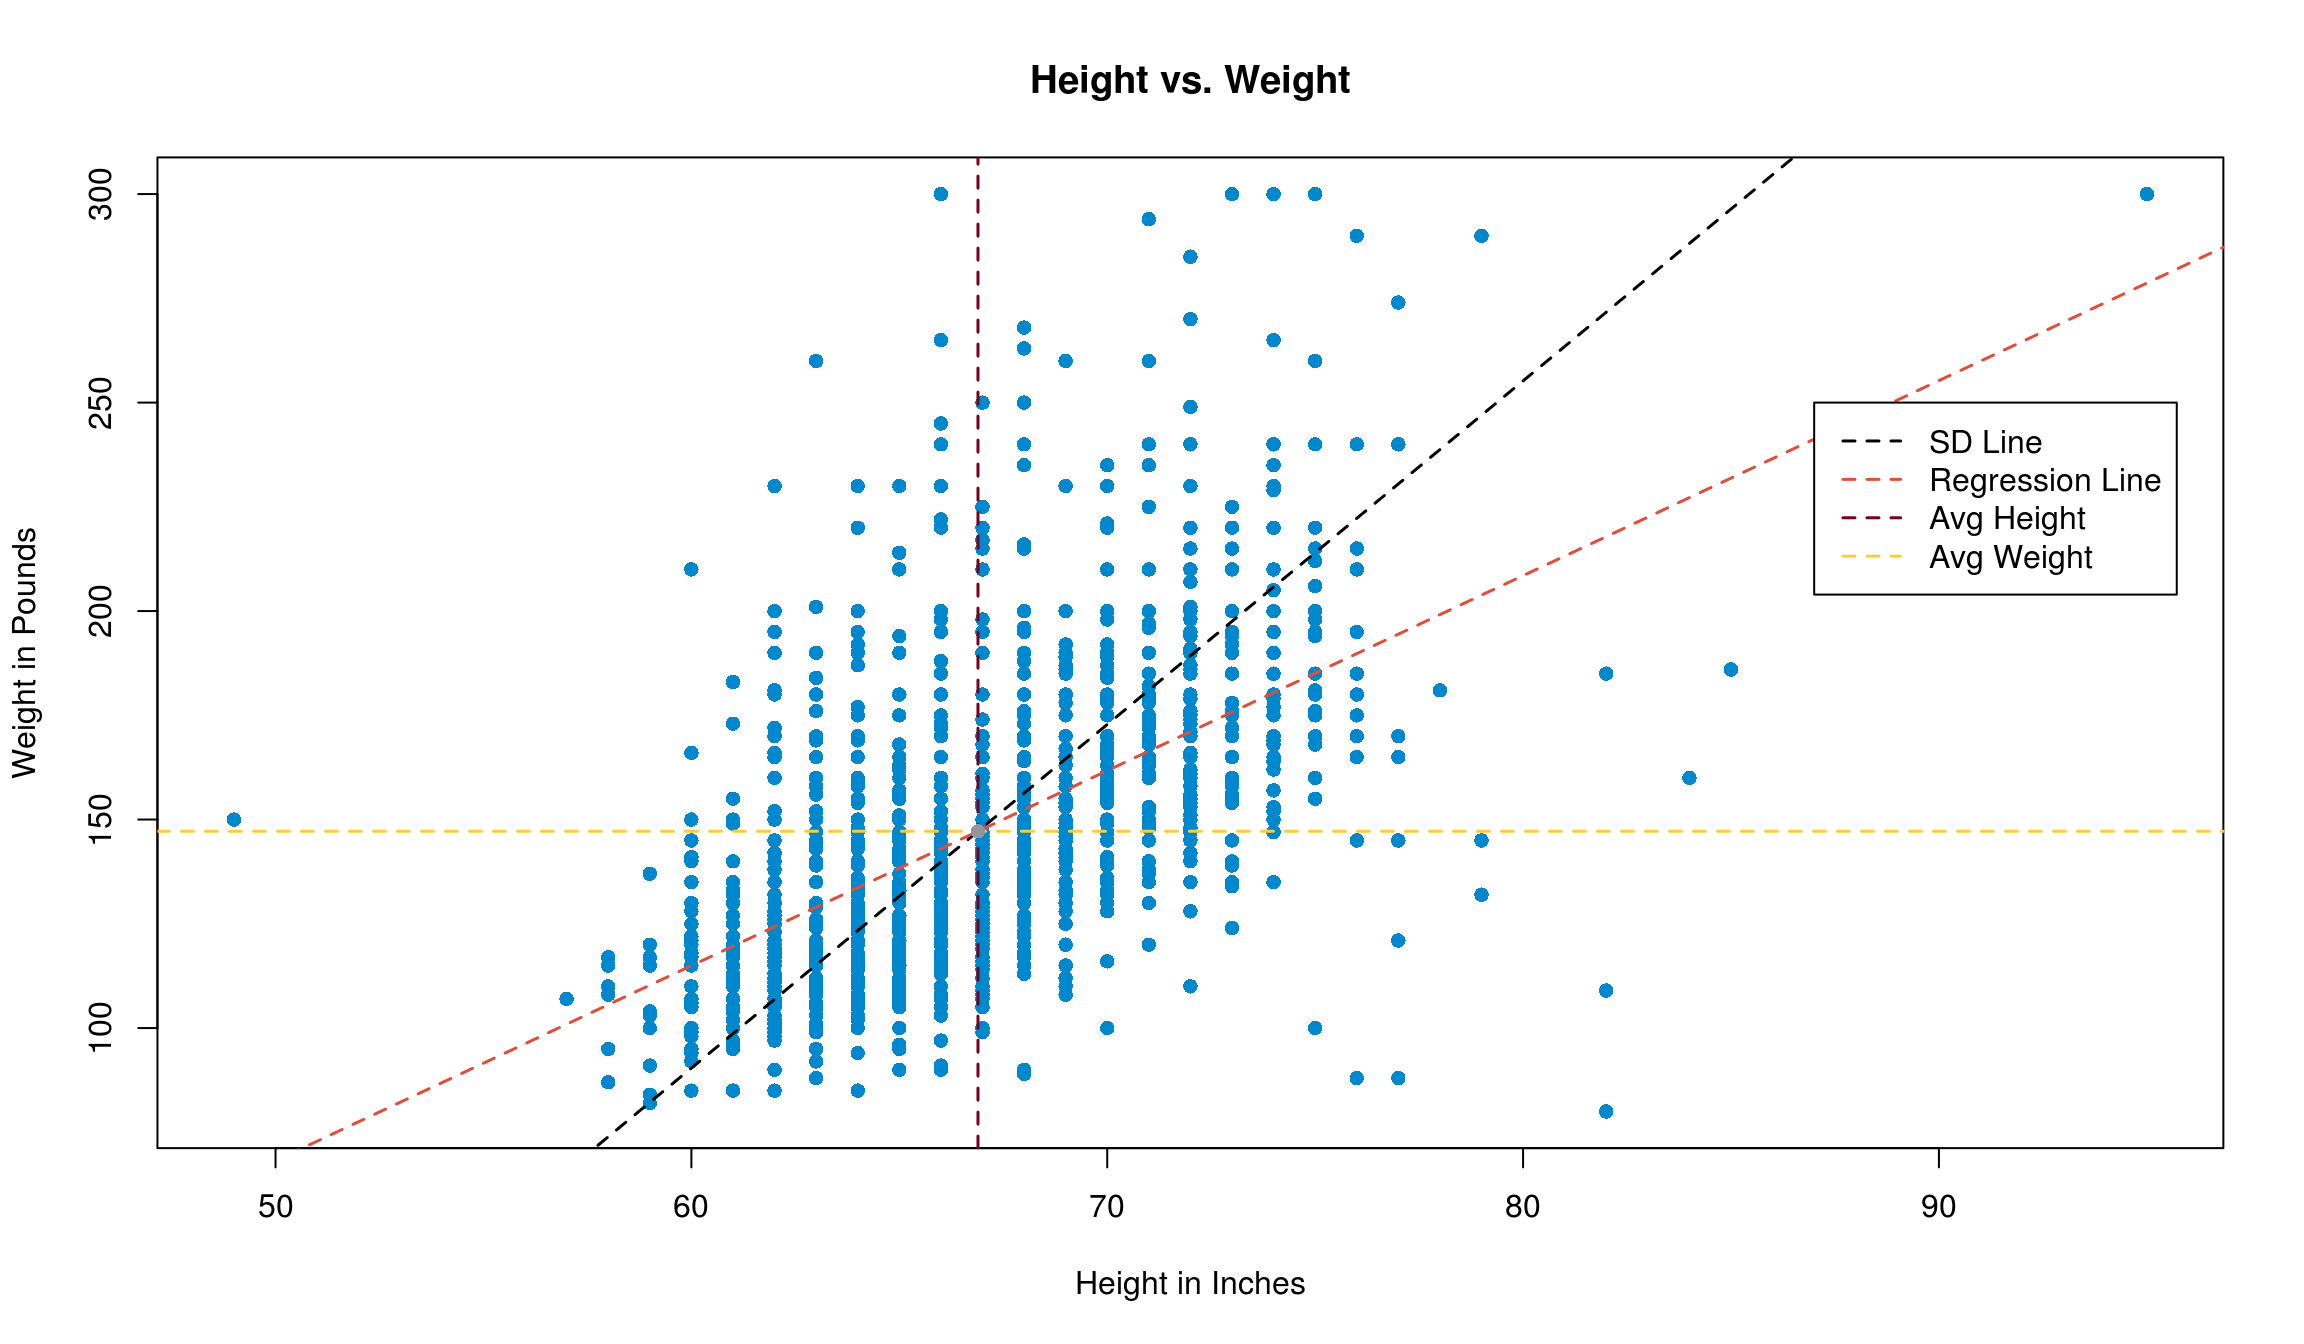 Height vs. Weight
300
250
200
150
100
Weight in Pounds
SD Line
Regression Line
Avg Height
Avg Weight
50 60 70 80 90
Height in Inches